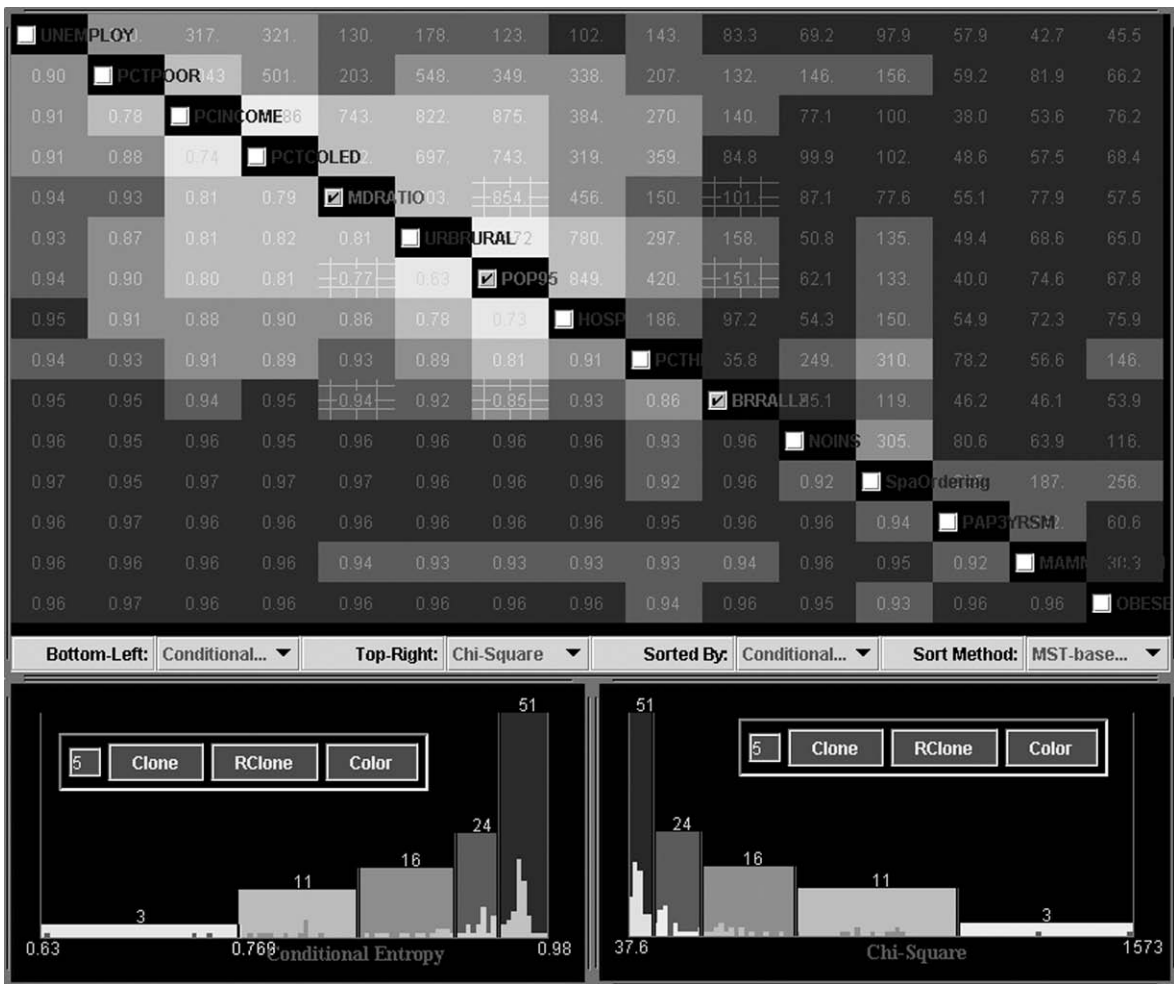 UNEMPLOY 317. 321. 130. 178. 123. 102. 143. 83.3 69.2 97.9 57.9 42.7 45.5
0.90 PCTPOOR 501. 203. 548. 349. 338. 207. 132. 146. 156. 59.2 81.9 66.2
0.91 0.78 PCINCOME 743. 822. 875. 384. 270. 140. 77.1 100. 38.0 53.6 76.2
0.91 0.88 0.74 PCTCOLED 697. 743. 319. 359. 84.8 99.9 102. 48.6 57.5 68.4
0.94 0.93 0.81 0.79 MDRATIO 854. 456. 150. 101. 87.1 77.6 55.1 77.9 57.5
0.93 0.87 0.81 0.82 0.81 URBRURAL 780. 297. 158. 50.8 135. 49.4 68.6 65.0
0.94 0.90 0.80 0.81 0.77 0.63 POP95 849. 420. 151. 62.1 133. 40.0 74.6 67.8
0.95 0.91 0.88 0.90 0.86 0.78 0.73 HOSP 186. 97.2 54.3 150. 54.9 72.3 75.9
0.94 0.93 0.91 0.89 0.93 0.89 0.81 0.91 249. 310. 78.2 56.6 146.
0.95 0.95 0.94 0.95 0.94 0.92 0.85 0.93 0.86 119. 46.2 46.1 53.9
0.96 0.95 0.96 0.96 0.96 0.96 0.96 0.96 0.93 0.96 NOINS 305. 80.6 63.9 116.
0.97 0.95 0.97 0.97 0.97 0.96 0.96 0.96 0.92 0.96 0.92 SpaOrdering 187. 256.
0.96 0.97 0.96 0.96 0.96 0.96 0.96 0.96 0.95 0.96 0.96 0.94 PAP3YRSM 60.6
0.96 0.96 0.96 0.96 0.94 0.93 0.93 0.93 0.93 0.94 0.96 0.95 0.92
0.96 0.97 0.96 0.96 0.96 0.96 0.96 0.96 0.94 0.96 0.95 0.93 0.96 0.96 OBESE
Bottom-Left: Conditional... Top-Right: Chi-Square Sorted By: Conditional... Sort Method: MST-base...
51
5 Clone RClone Color
24
16
11
3
0.63 0.769 0.98
Conditional Entropy
51
5 Clone RClone Color
24
16
11
3
37.6 1573
Chi-Square